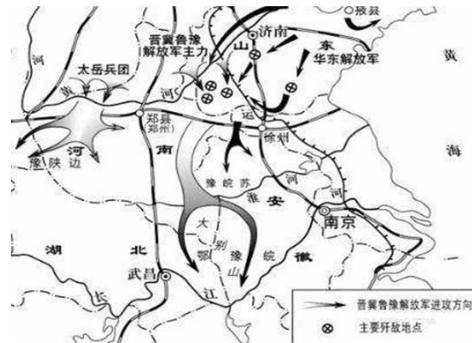 掖县
济南
山 东
华东解放军
晋冀鲁豫
解放军主力
太岳兵团
河
黄
河
运
郑县
(郑州)
徐州
黄
海
豫陕边
河 南
豫皖苏
淮 河
河
安 徽
南京
大别山
鄂豫皖
湖 北
武昌
长 江
晋冀鲁豫解放军进攻方向
主要歼敌地点